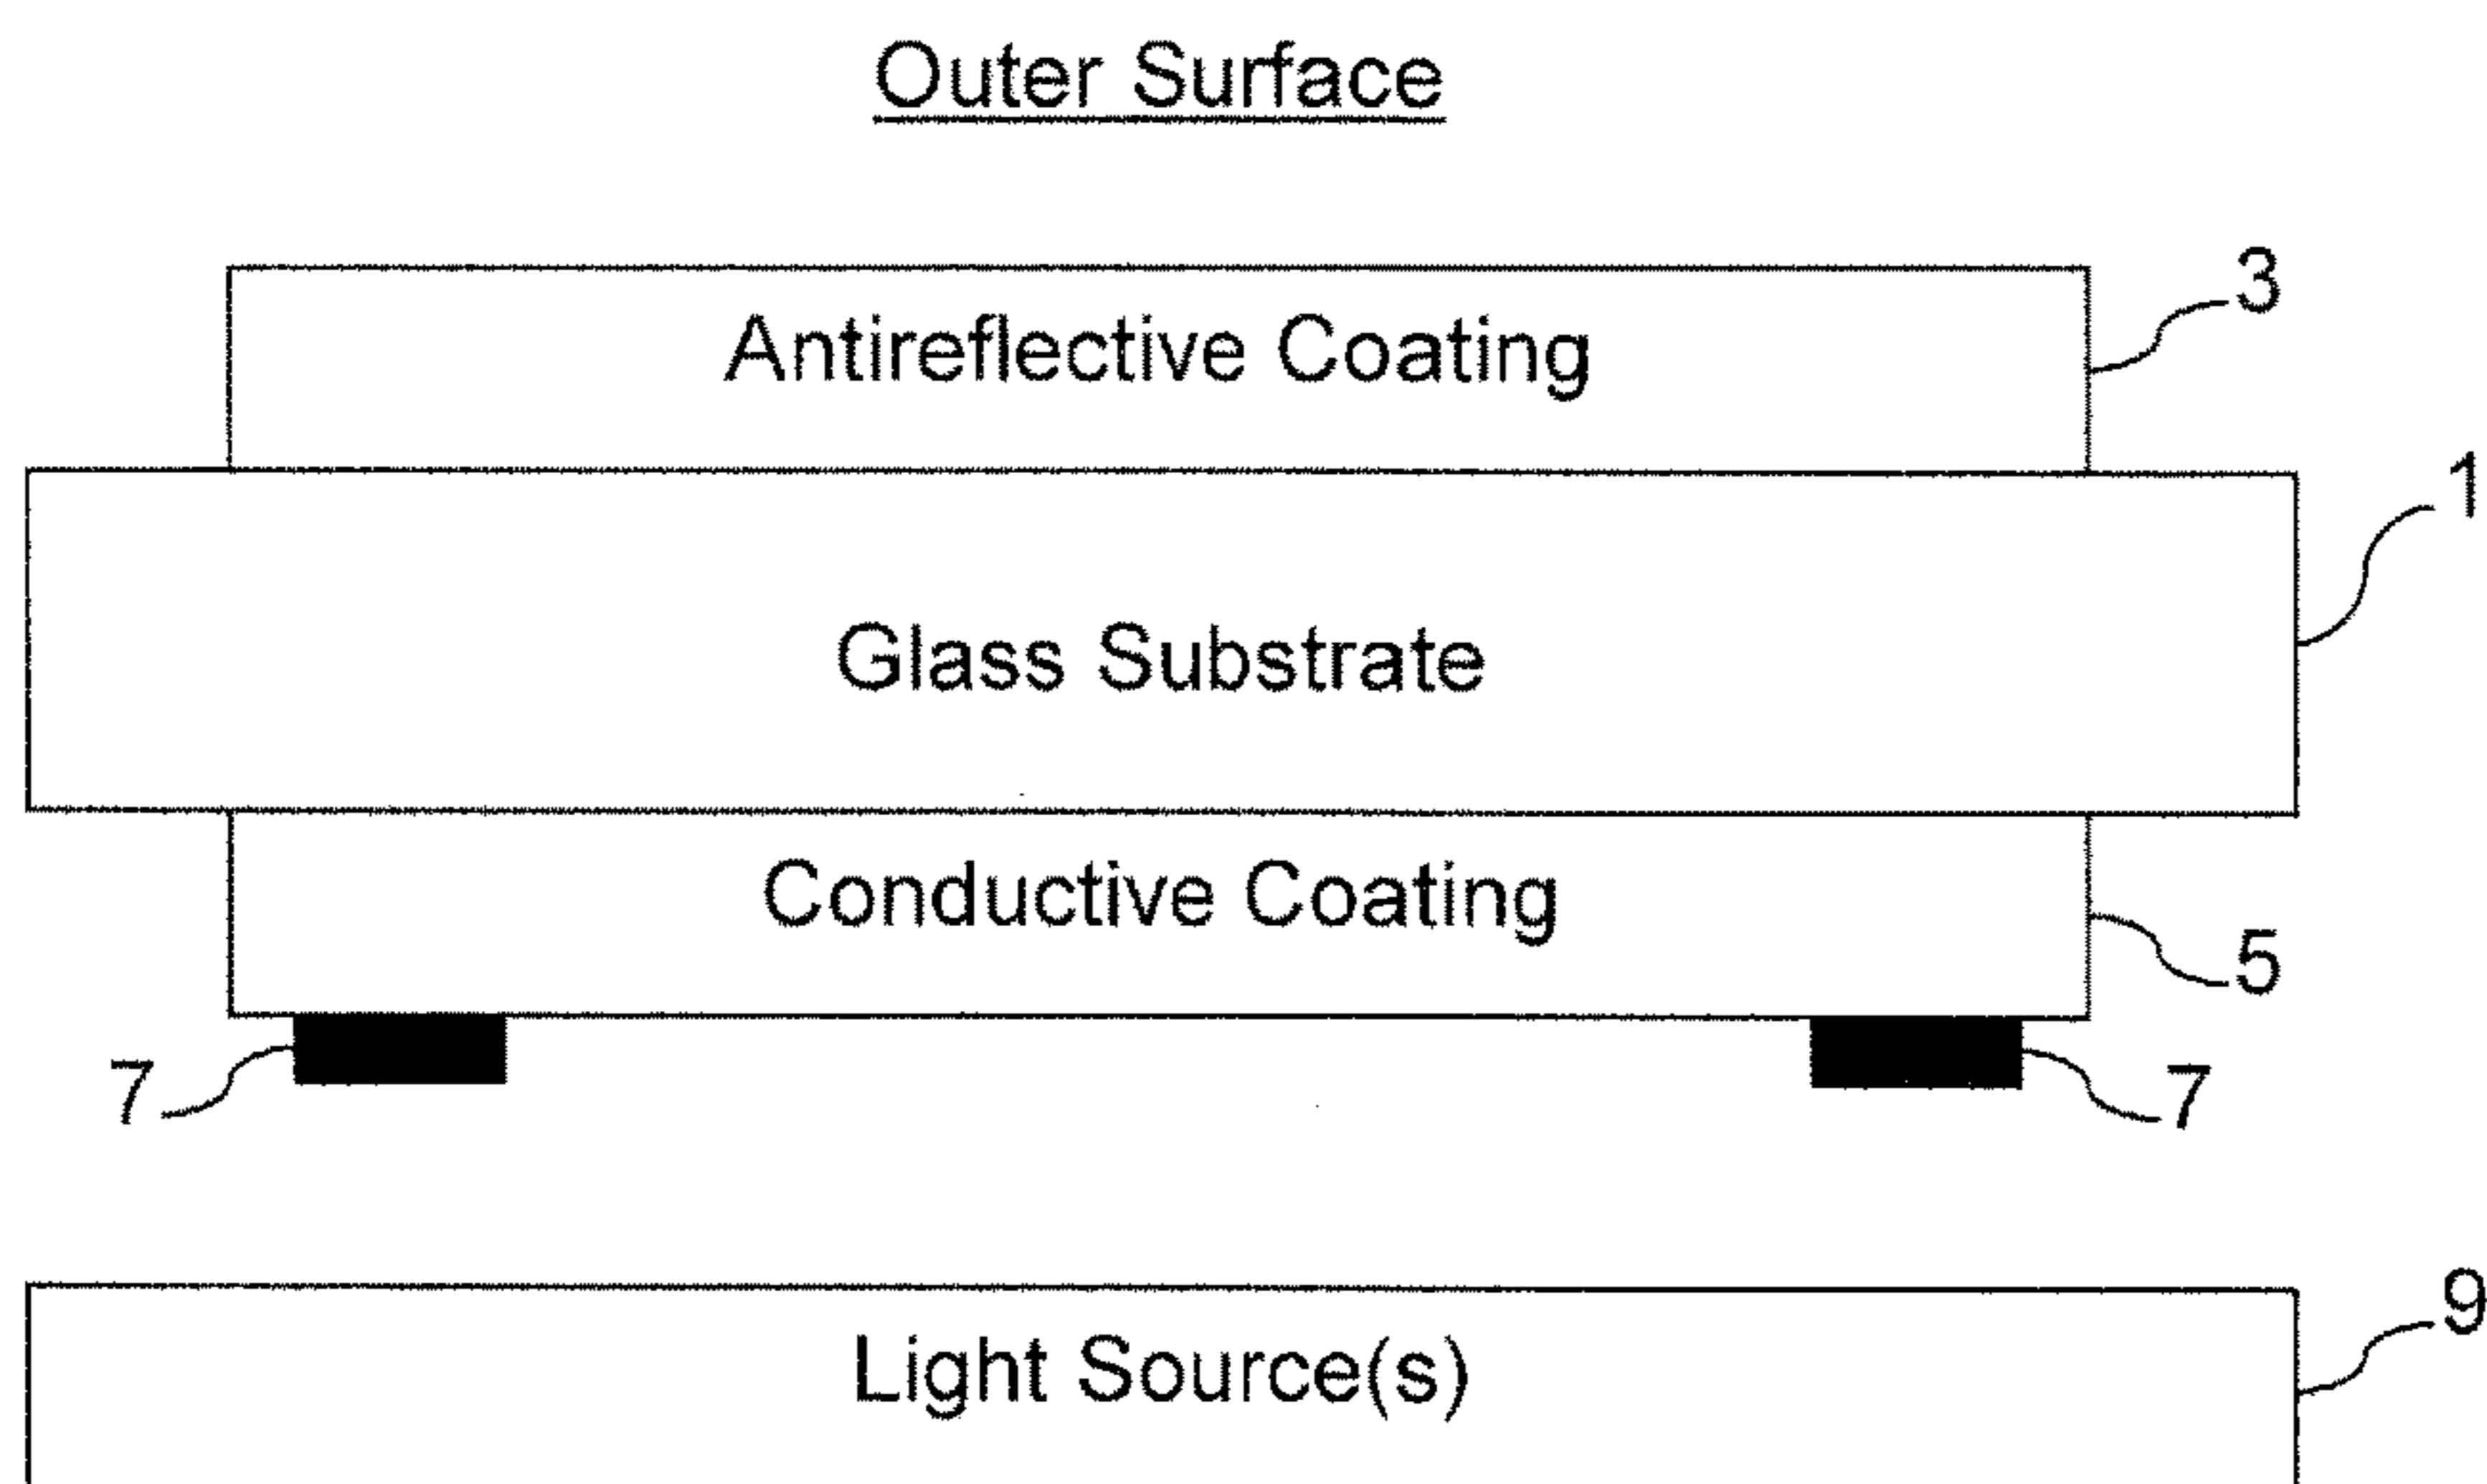 Outer Surface
3
Antireflective Coating
1
Glass Substrate
Conductive Coating
5
7
7
9
Light Source(s)